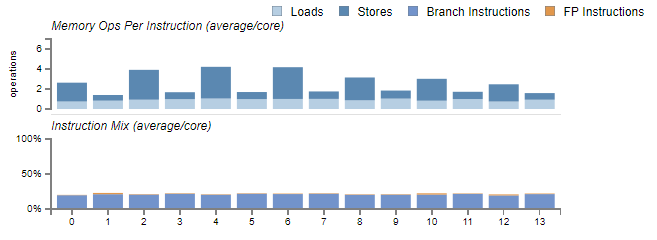 Loads Stores Branch Instructions FP Instructions
Memory Ops Per Instruction (average/core)
6
4
2
0
operations
Instruction Mix (average/core)
100%
50%
0%
0 1 2 3 4 5 6 7 8 9 10 11 12 13